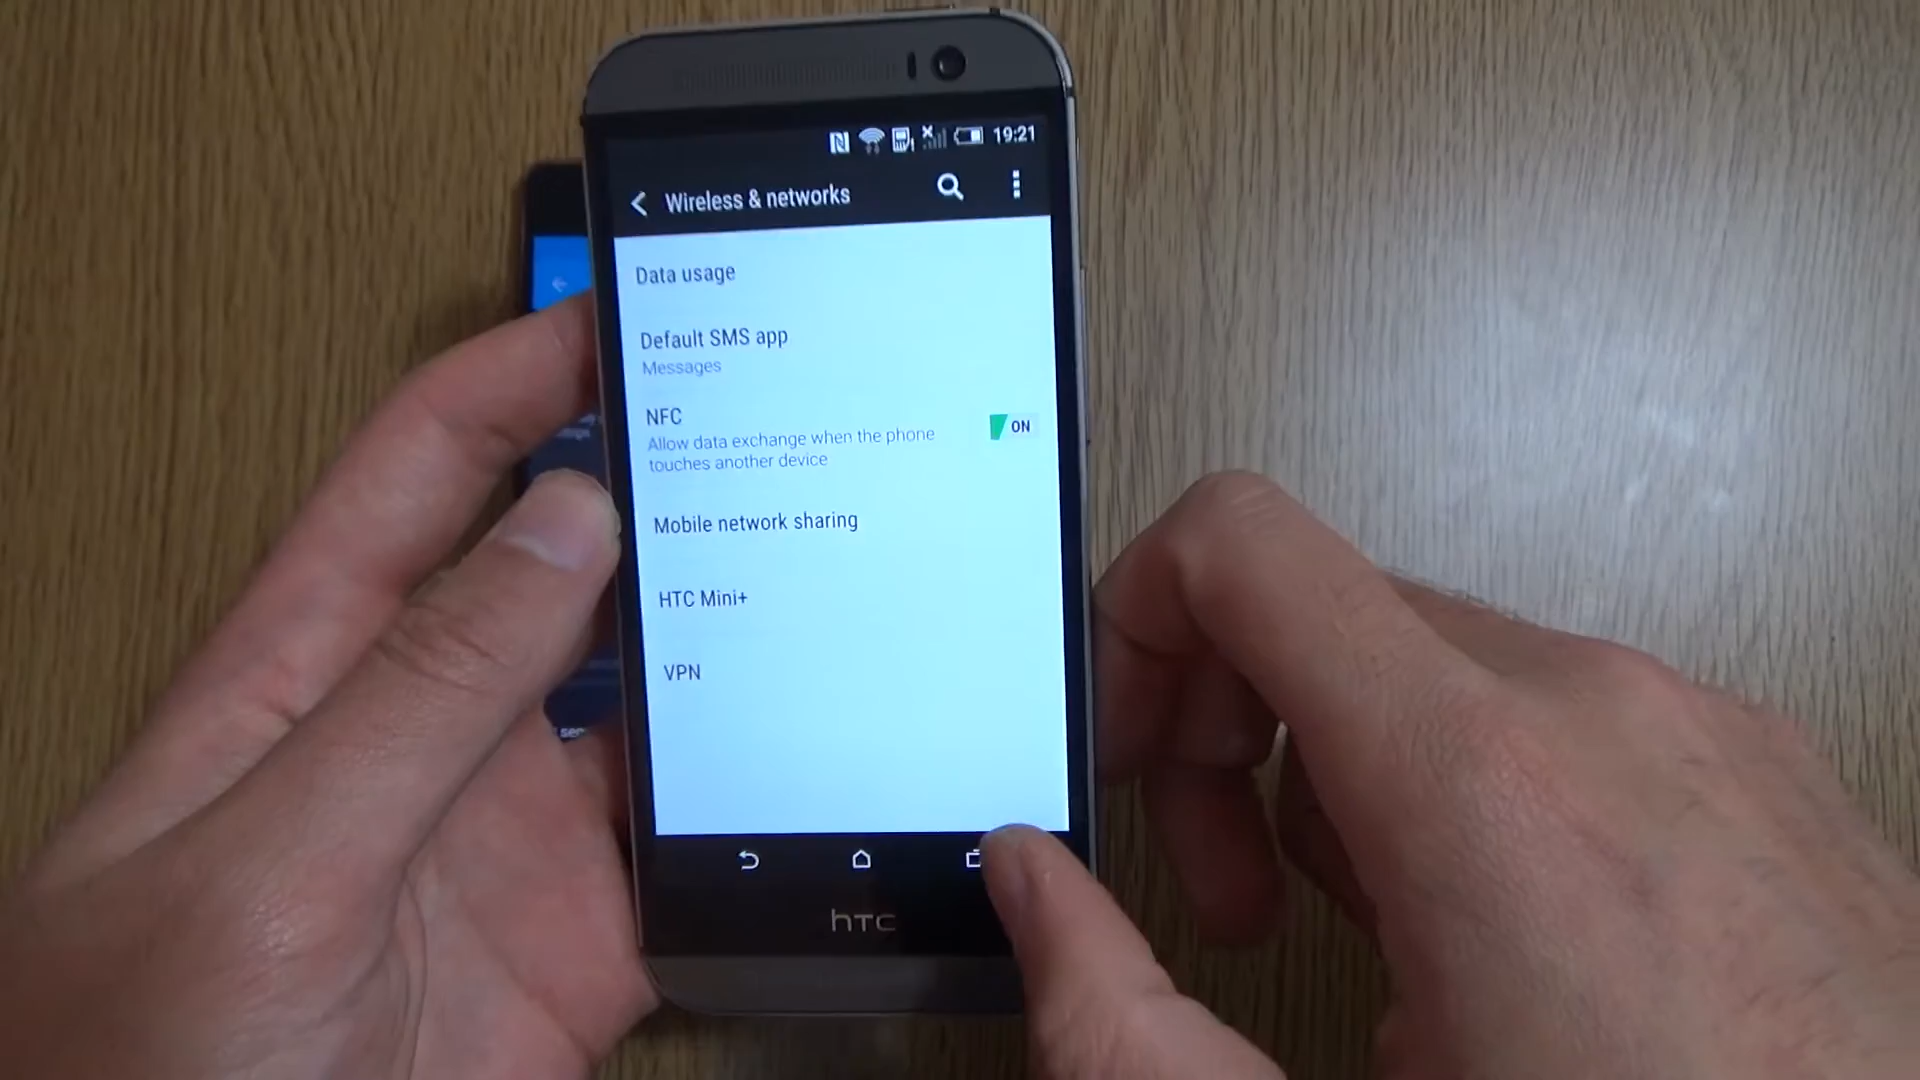 19:21
Wireless & networks
Data usage
Default SMS app
Messages
NFC
Allow data exchange when the phone
touches another device
ON
Mobile network sharing
HTC Mini+
VPN
hTC